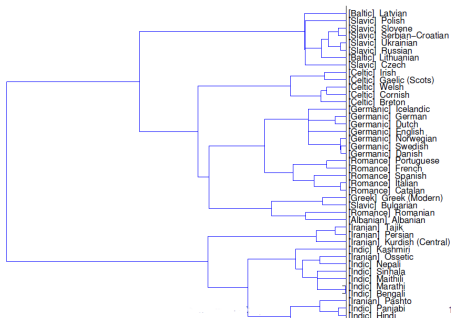 [Baltic] Latvian
[Slavic] Polish
[Slavic] Slovene
[Slavic] Serbian-Croatian
[Slavic] Ukrainian
[Slavic] Russian
[Baltic] Lithuanian
[Slavic] Czech
[Celtic] Irish
[Celtic] Gaelic (Scots)
[Celtic] Welsh
[Celtic] Cornish
[Celtic] Breton
[Germanic] Icelandic
[Germanic] German
[Germanic] Dutch
[Germanic] English
[Germanic] Norwegian
[Germanic] Swedish
[Germanic] Danish
[Romance] Portuguese
[Romance] French
[Romance] Spanish
[Romance] Italian
[Romance] Catalan
[Greek] Greek (Modern)
[Slavic] Bulgarian
[Romance] Romanian
[Albanian] Albanian
[Iranian] Tajik
[Iranian] Persian
[Iranian] Kurdish (Central)
[Indic] Kashmiri
[Iranian] Ossetic
[Indic] Nepali
[Indic] Sinhala
[Indic] Maithili
[Indic] Marathi
[Indic] Bengali
[Iranian] Pashto
[Indic] Panjabi
[Indic] Hindi